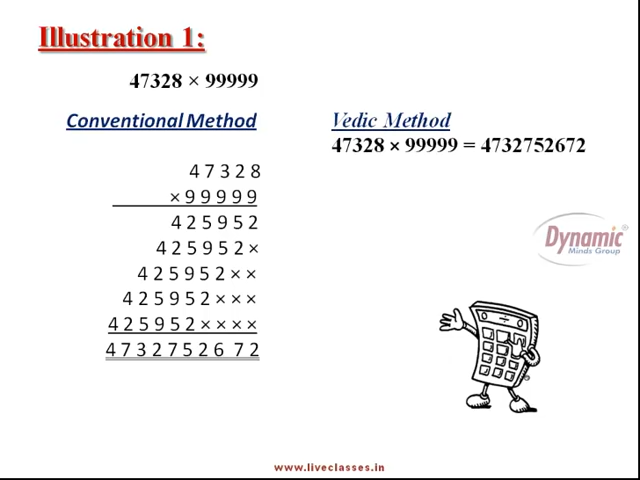 Illustration 1:
47328 × 99999
Conventional Method
4 7 3 2 8
× 9 9 9 9 9
4 2 5 9 5 2
4 2 5 9 5 2 ×
4 2 5 9 5 2 × ×
4 2 5 9 5 2 × × ×
4 2 5 9 5 2 × × × ×
4 7 3 2 7 5 2 6 7 2
Vedic Method
47328 × 99999 = 4732752672
Dynamic
Minds Group
www.liveclasses.in